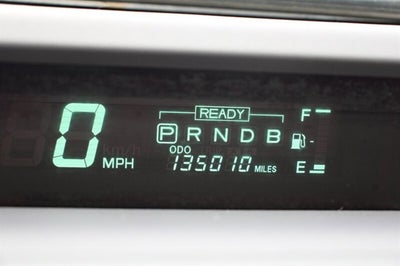 READY
F
0 MPH
P R N D B
ODO
135010 MILES
E